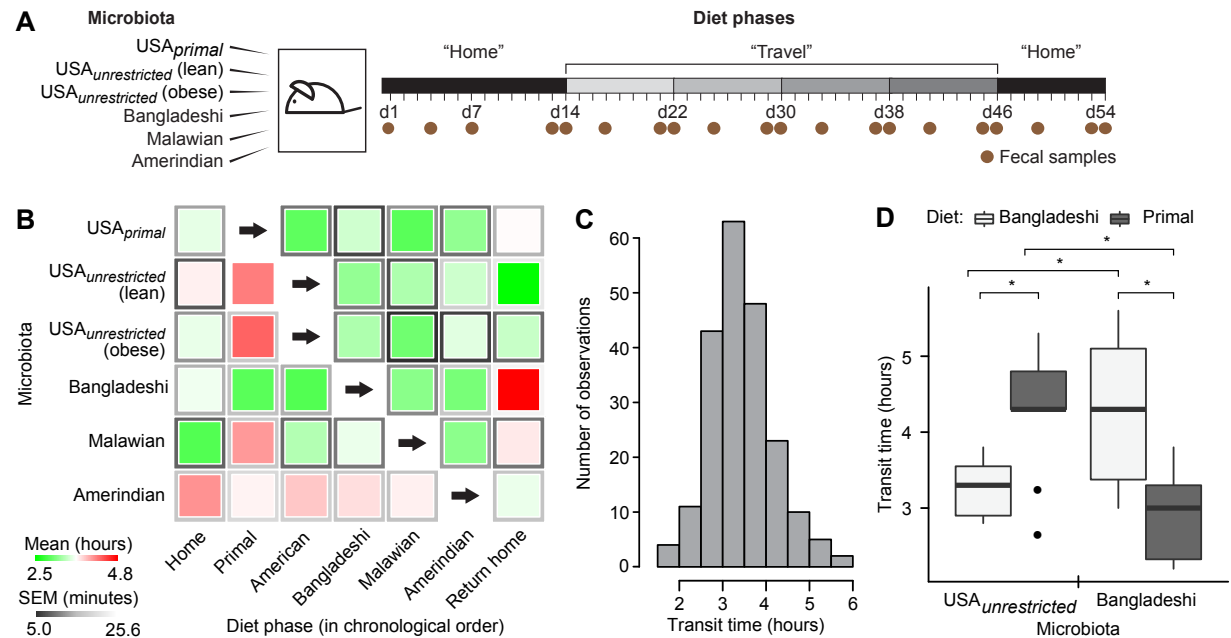 A
Microbiota
Diet phases
USAprimal
USAunrestricted (lean)
USAunrestricted (obese)
Bangladeshi
Malawian
Amerindian
“Home”
“Travel”
“Home”
d1 d7 d14 d22 d30 d38 d46 d54
Fecal samples
B
Microbiota
USAprimal
USAunrestricted
(lean)
USAunrestricted
(obese)
Bangladeshi
Malawian
Amerindian
Home
Primal
American
Bangladeshi
Malawian
Amerindian
Return home
Mean (hours)
2.5 4.8
SEM (minutes)
5.0 25.6
Diet phase (in chronological order)
C
Number of observations
60
50
40
30
20
10
0
2 3 4 5 6
Transit time (hours)
D
Diet: Bangladeshi Primal
*
*
* *
Transit time (hours)
5
4
3
USAunrestricted Bangladeshi
Microbiota